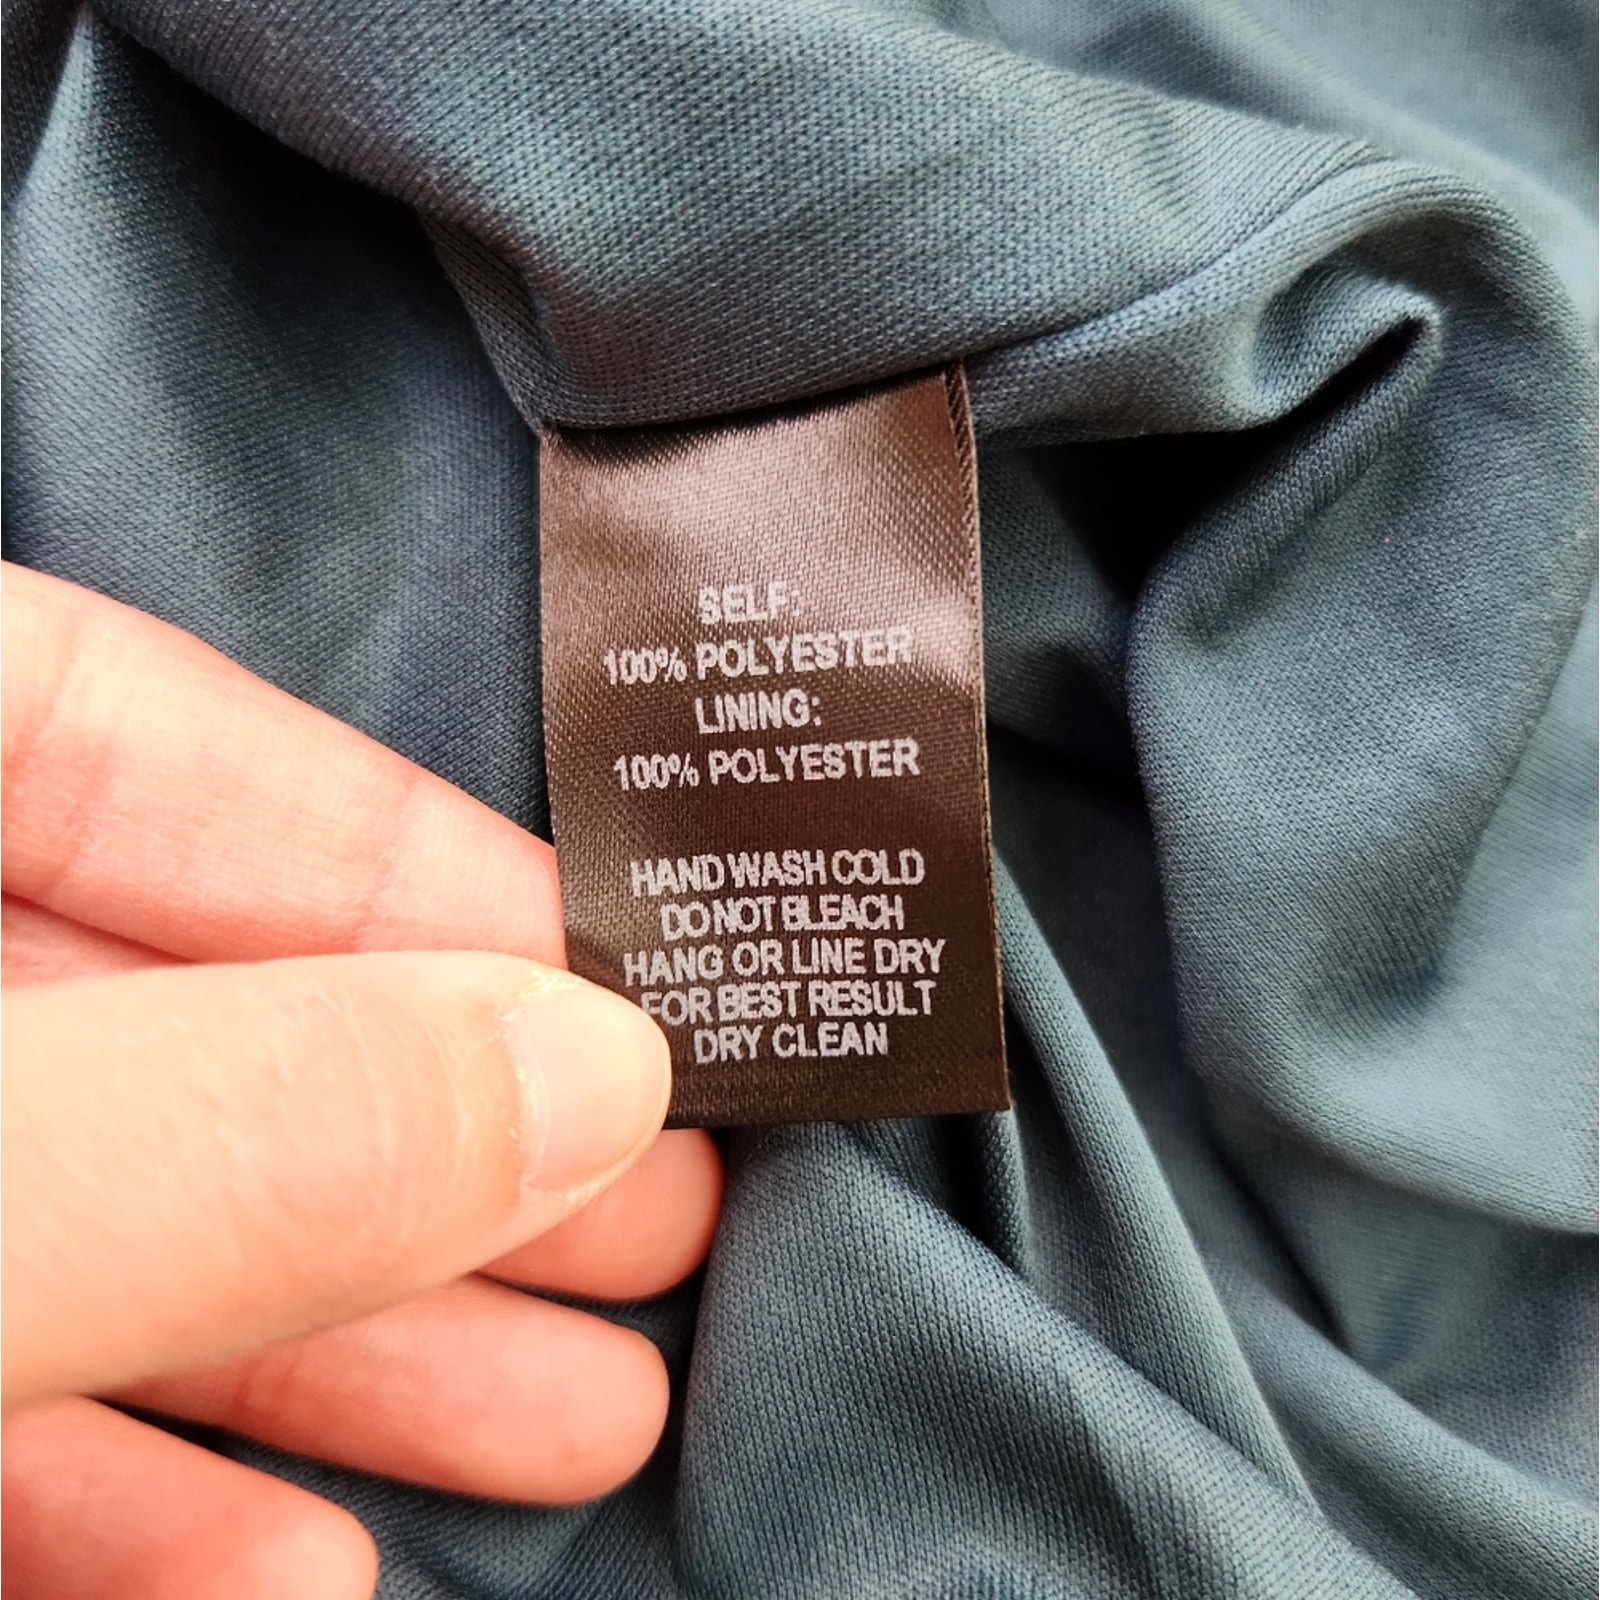 SELF:
100% POLYESTER
LINING:
100% POLYESTER
HAND WASH COLD
DO NOT BLEACH
HANG OR LINE DRY
FOR BEST RESULT
DRY CLEAN